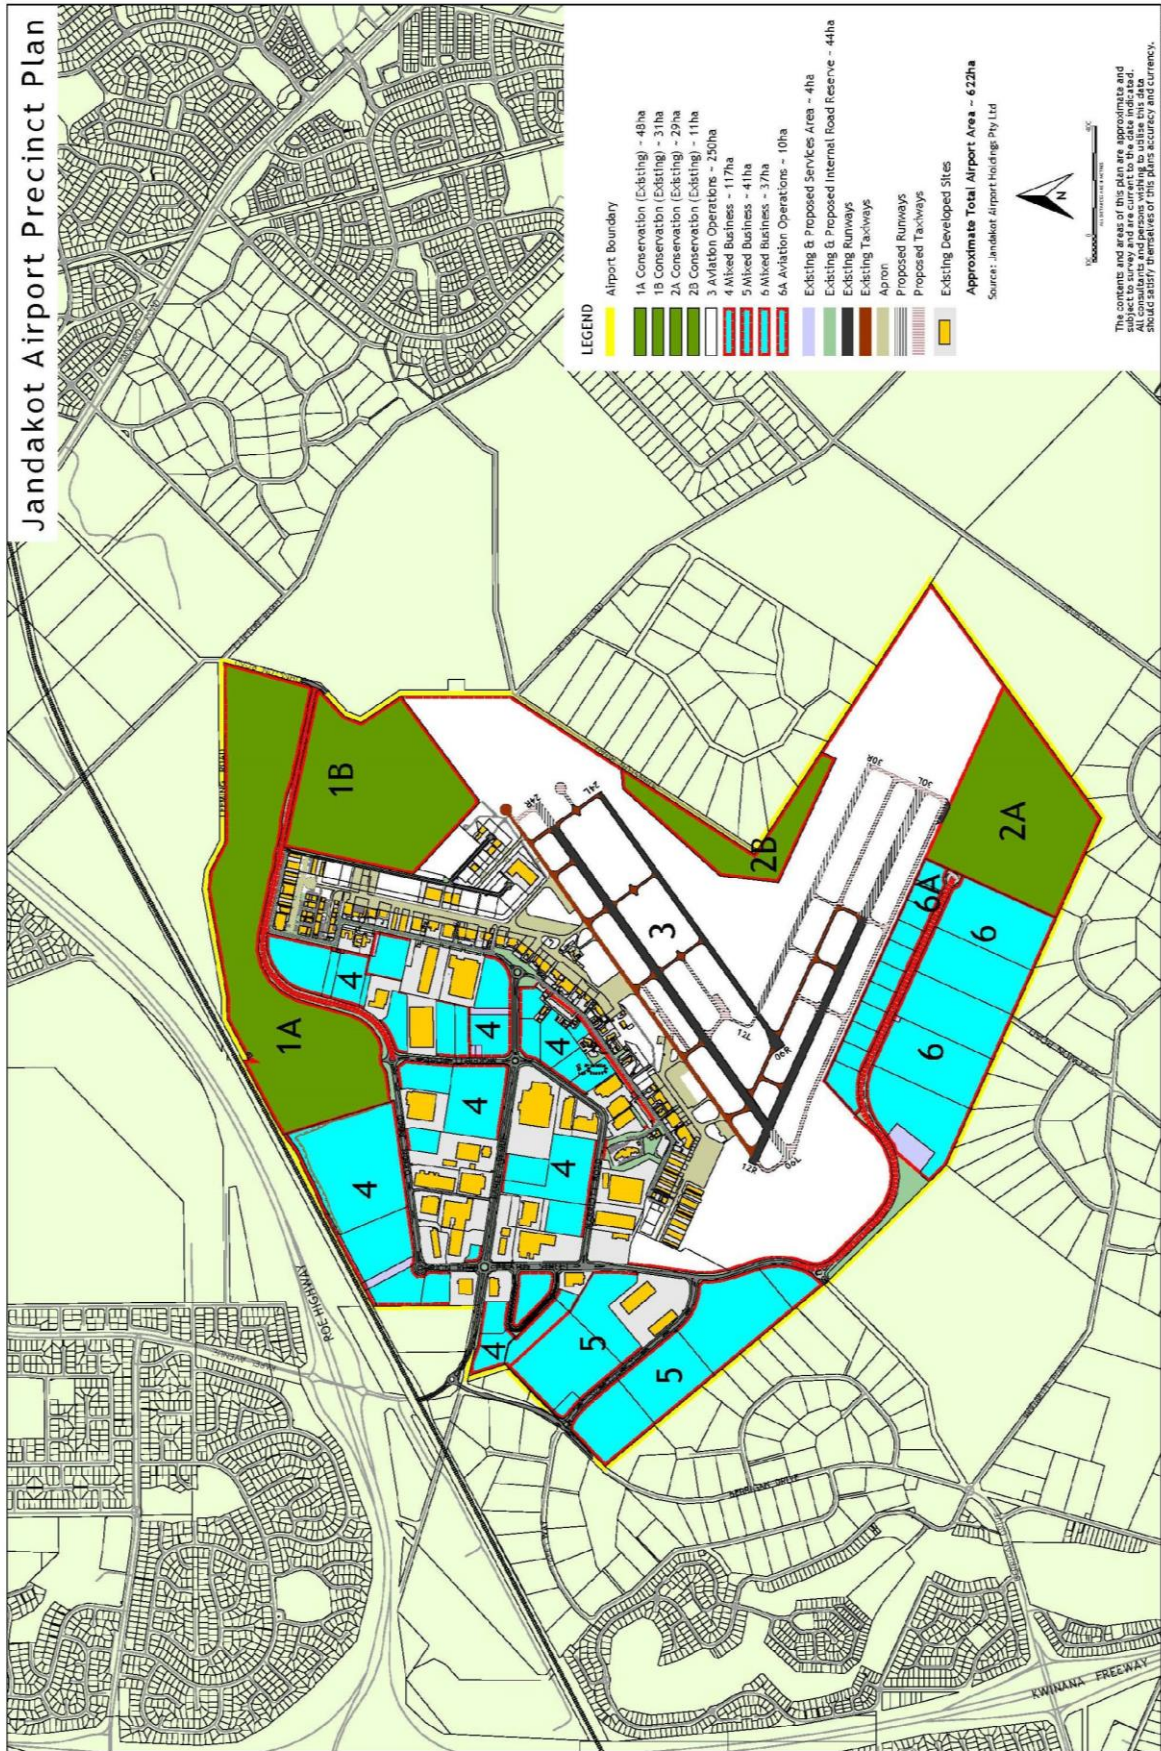 Jandakot Airport Precinct Plan
LEGEND
Airport Boundary
1A Conservation (Existing) - 48ha
1B Conservation (Existing) - 31ha
2A Conservation (Existing) - 29ha
2B Conservation (Existing) - 11ha
3 Aviation Operations - 250ha
4 Mixed Business - 117ha
5 Mixed Business - 41ha
6 Mixed Business - 37ha
6A Aviation Operations - 10ha
Existing & Proposed Services Area - 4ha
Existing & Proposed Internal Road Reserve - 44ha
Existing Runways
Existing Taxiways
Apron
Proposed Runways
Proposed Taxiways
Existing Developed Sites
Approximate Total Airport Area - 622ha
Source: Jandakot Airport Holdings Pty Ltd
N
The contents and areas of this plan are approximate and
subject to survey and are current to the date indicated.
All consultants and persons wishing to utilise this data
should satisfy themselves of this plans accuracy and currency.
ROE HIGHWAY
KWINANA FREEWAY
1A
1B
2A
2B
3
4
4
4
4
4
4
4
5
5
6
6
6A
24R
24L
30R
30L
12L
06R
12R
06L